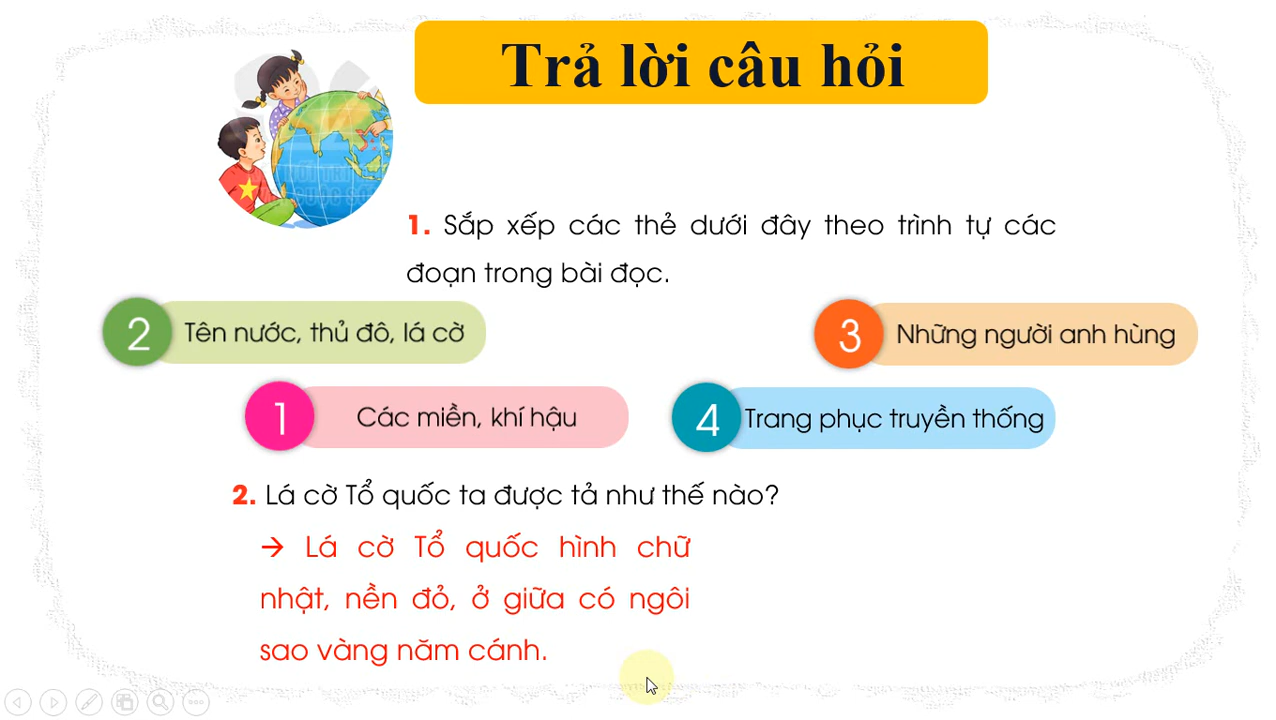 Trả lời câu hỏi
1. Sắp xếp các thẻ dưới đây theo trình tự các
đoạn trong bài đọc.
2 Tên nước, thủ đô, lá cờ
3 Những người anh hùng
1 Các miền, khí hậu
4 Trang phục truyền thống
2. Lá cờ Tổ quốc ta được tả như thế nào?
→ Lá cờ Tổ quốc hình chữ
nhật, nền đỏ, ở giữa có ngôi
sao vàng năm cánh.